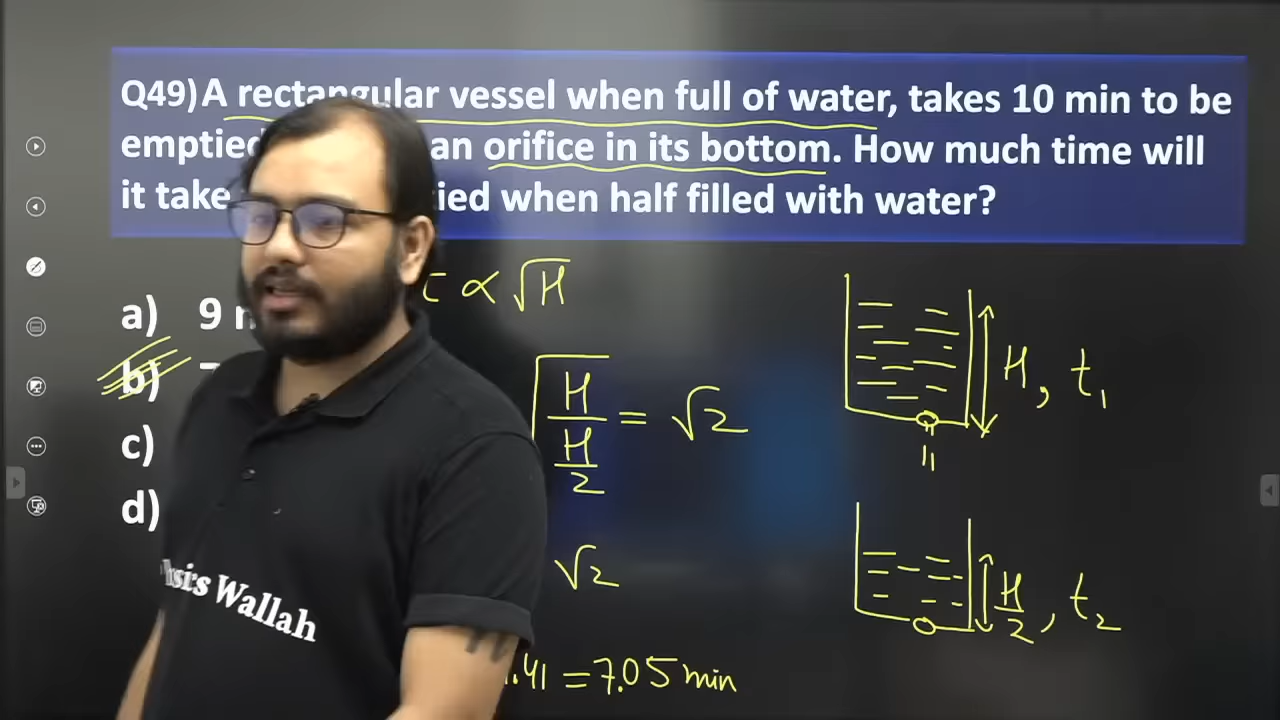 Q49) A rectangular vessel when full of water, takes 10 min to be
emptied an orifice in its bottom. How much time will
it take ied when half filled with water?
t ∝ √H
a) 9
b)
c)
d)
√(H/(H/2)) = √2
H, t₁
√2
H/2, t₂
.41 = 7.05 min
Physics Wallah